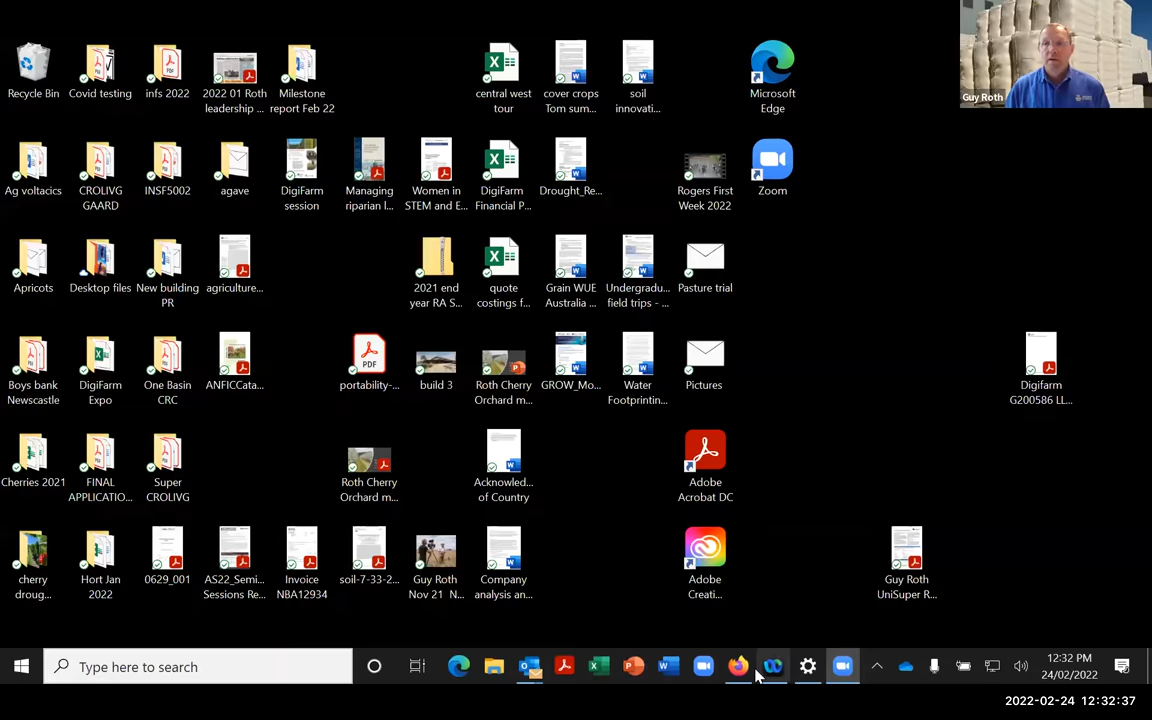 Guy Roth
Recycle Bin
Covid testing
infs 2022
2022 01 Roth
leadership ...
Milestone
report Feb 22
central west
tour
cover crops
Tom sum...
soil
innovati...
Microsoft
Edge
Ag voltacics
CROLIVG
GAARD
INSF5002
agave
DigiFarm
session
Managing
riparian l...
Women in
STEM and E...
DigiFarm
Financial P...
Drought_Re...
Rogers First
Week 2022
Zoom
Apricots
Desktop files
New building
PR
agriculture...
2021 end
year RA S...
quote
costings f...
Grain WUE
Australia ...
Undergradu...
field trips - ...
Pasture trial
Boys bank
Newscastle
DigiFarm
Expo
One Basin
CRC
ANFICCata...
PDF
portability-...
build 3
Roth Cherry
Orchard m...
GROW_Mo...
Water
Footprintin...
Pictures
Digifarm
G200586 LL...
Cherries 2021
FINAL
APPLICATIO...
Super
CROLIVG
Roth Cherry
Orchard m...
Acknowled...
of Country
Adobe
Acrobat DC
cherry
droug...
Hort Jan
2022
0629_001
AS22_Semi...
Sessions Re...
Invoice
NBA12934
soil-7-33-2...
Guy Roth
Nov 21 N...
Company
analysis an...
Adobe
Creati...
Guy Roth
UniSuper R...
Type here to search
12:32 PM
24/02/2022
2022-02-24 12:32:37